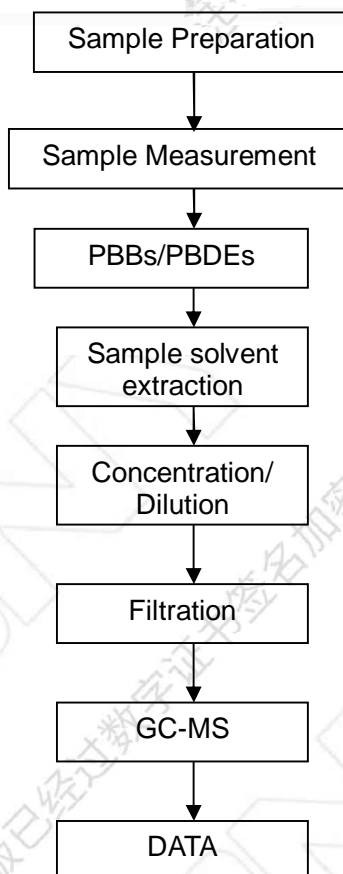 Sample Preparation
Sample Measurement
PBBs/PBDEs
Sample solvent
extraction
Concentration/
Dilution
Filtration
GC-MS
DATA